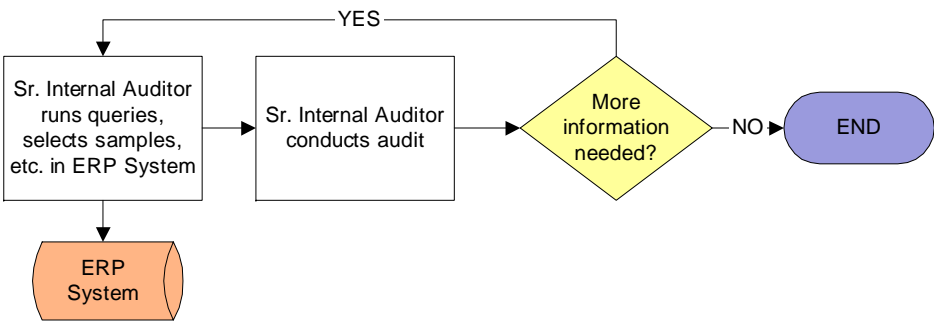 YES
Sr. Internal Auditor
runs queries,
selects samples,
etc. in ERP System
Sr. Internal Auditor
conducts audit
More
information
needed?
NO
END
ERP
System